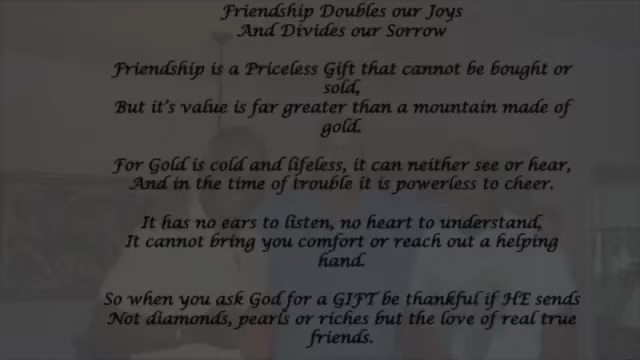 Friendship Doubles our Joys
And Divides our Sorrow
Friendship is a Priceless Gift that cannot be bought or
sold,
But it's value is far greater than a mountain made of
gold.
For Gold is cold and lifeless, it can neither see or hear,
And in the time of trouble it is powerless to cheer.
It has no ears to listen, no heart to understand,
It cannot bring you comfort or reach out a helping
hand.
So when you ask God for a GIFT be thankful if HE sends
Not diamonds, pearls or riches but the love of real true
friends.